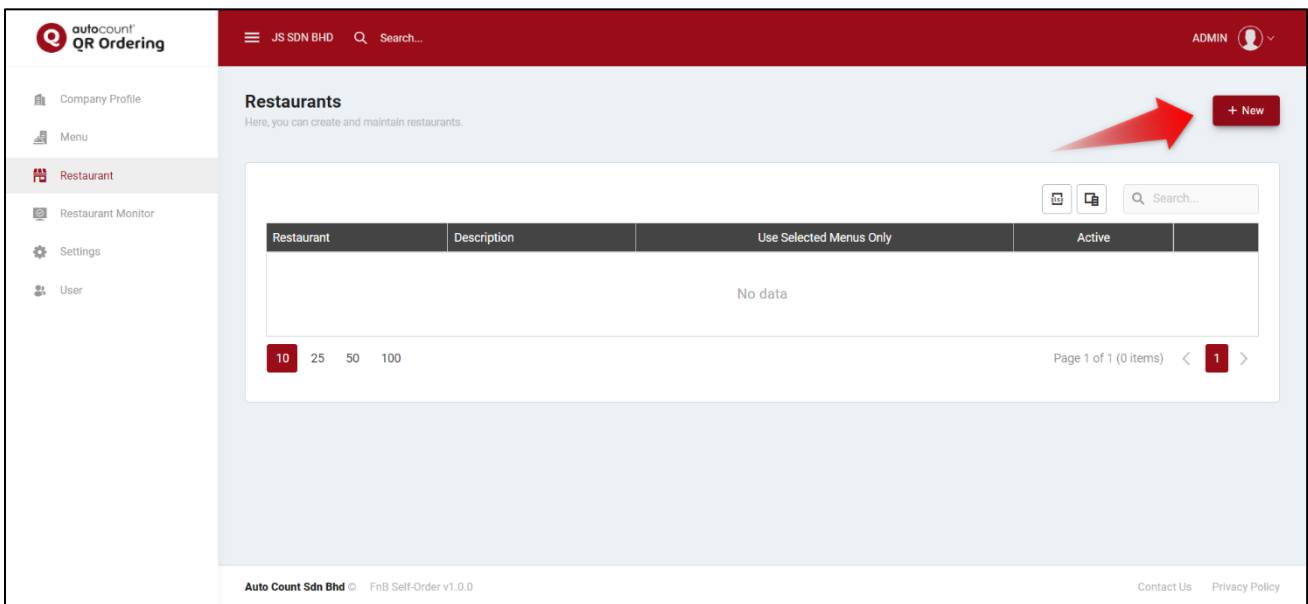 autocount
QR Ordering
JS SDN BHD
Search...
ADMIN
Company Profile
Menu
Restaurant
Restaurant Monitor
Settings
User
Restaurants
Here, you can create and maintain restaurants.
+ New
Search...
Restaurant Description Use Selected Menus Only Active
No data
10 25 50 100
Page 1 of 1 (0 items) < 1 >
Auto Count Sdn Bhd © FnB Self-Order v1.0.0
Contact Us Privacy Policy